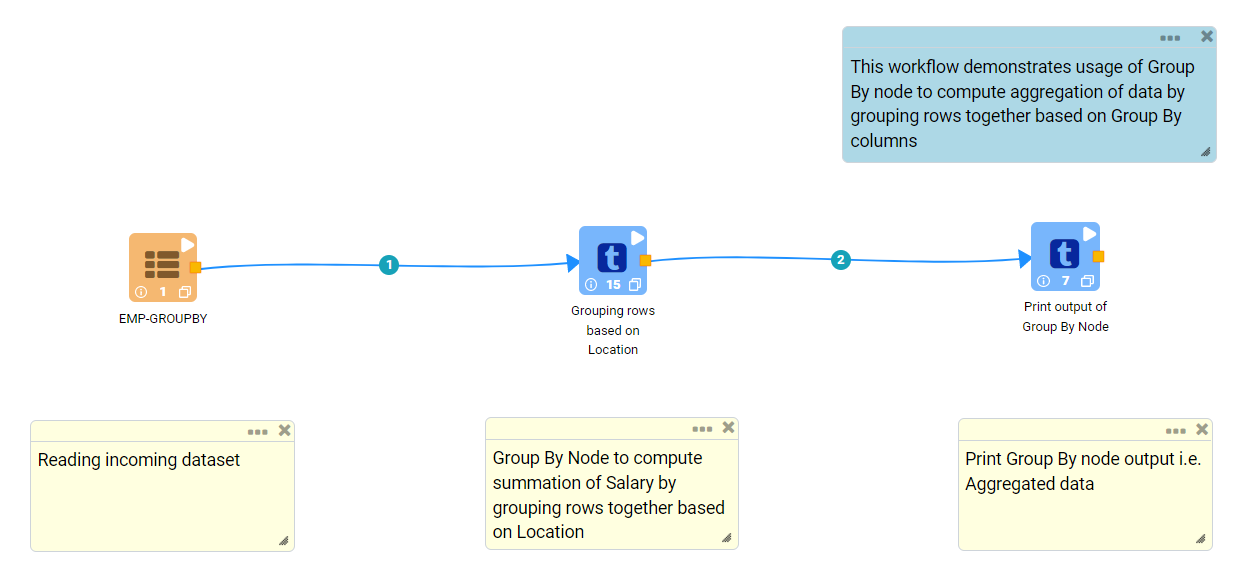 This workflow demonstrates usage of Group
By node to compute aggregation of data by
grouping rows together based on Group By
columns
1
EMP-GROUPBY
1
t
15
Grouping rows
based on
Location
2
t
7
Print output of
Group By Node
Reading incoming dataset
Group By Node to compute
summation of Salary by
grouping rows together based
on Location
Print Group By node output i.e.
Aggregated data